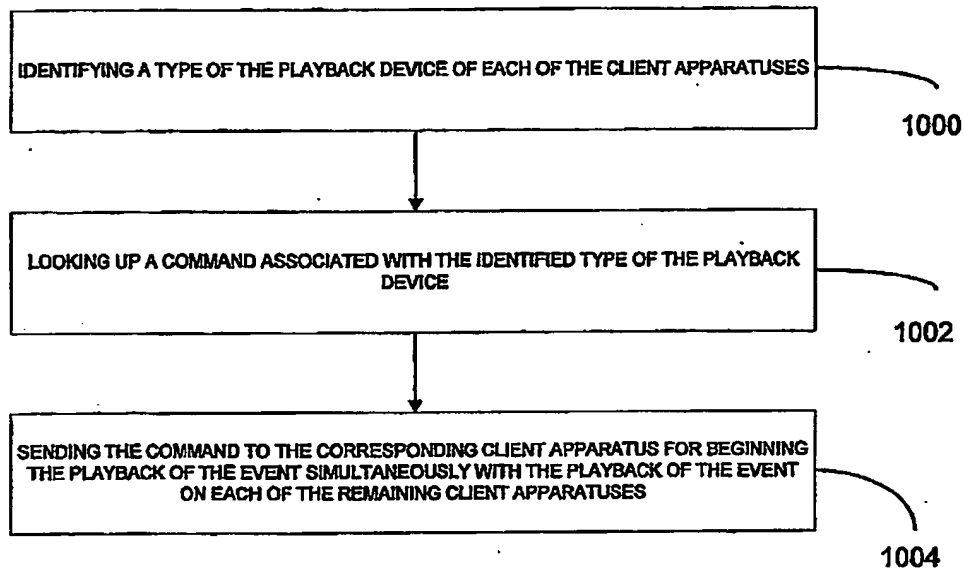 IDENTIFYING A TYPE OF THE PLAYBACK DEVICE OF EACH OF THE CLIENT APPARATUSES
1000
LOOKING UP A COMMAND ASSOCIATED WITH THE IDENTIFIED TYPE OF THE PLAYBACK
DEVICE
1002
SENDING THE COMMAND TO THE CORRESPONDING CLIENT APPARATUS FOR BEGINNING
THE PLAYBACK OF THE EVENT SIMULTANEOUSLY WITH THE PLAYBACK OF THE EVENT
ON EACH OF THE REMAINING CLIENT APPARATUSES
1004